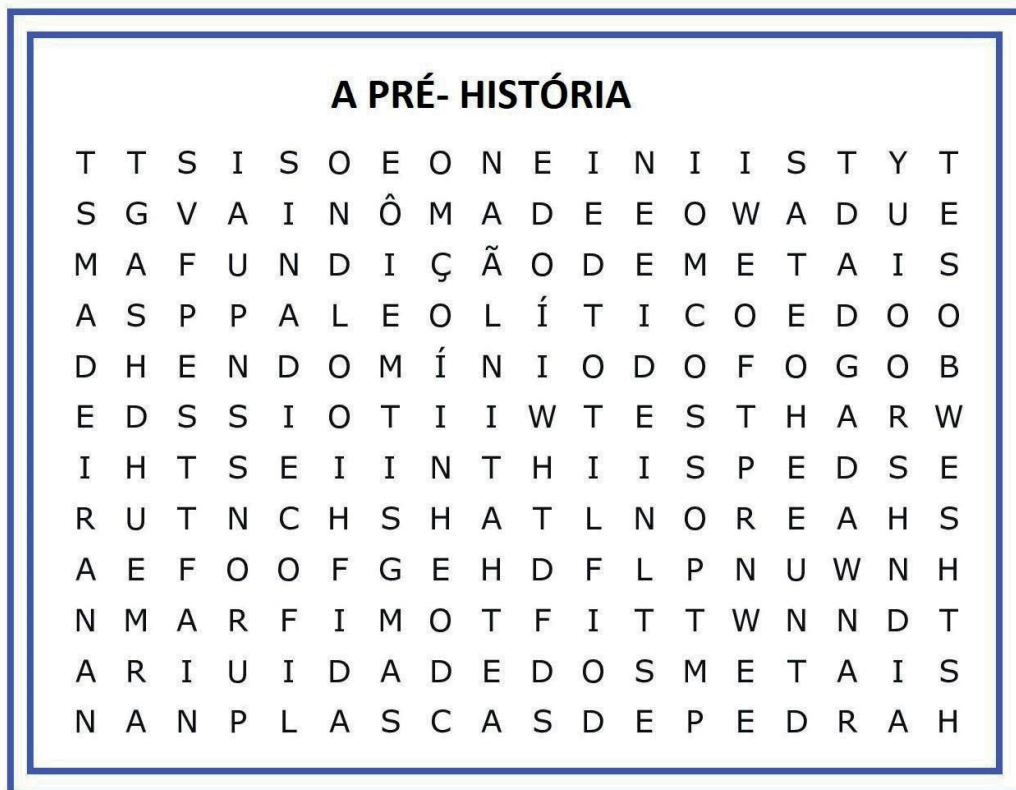 A PRÉ- HISTÓRIA
T T S I S O E O N E I N I I S T Y T
S G V A I N Ô M A D E E O W A D U E
M A F U N D I Ç Ã O D E M E T A I S
A S P P A L E O L Í T I C O E D O O
D H E N D O M Í N I O D O F O G O B
E D S S I O T I I W T E S T H A R W
I H T S E I I N T H I I S P E D S E
R U T N C H S H A T L N O R E A H S
A E F O O F G E H D F L P N U W N H
N M A R F I M O T F I T T W N N D T
A R I U I D A D E D O S M E T A I S
N A N P L A S C A S D E P E D R A H